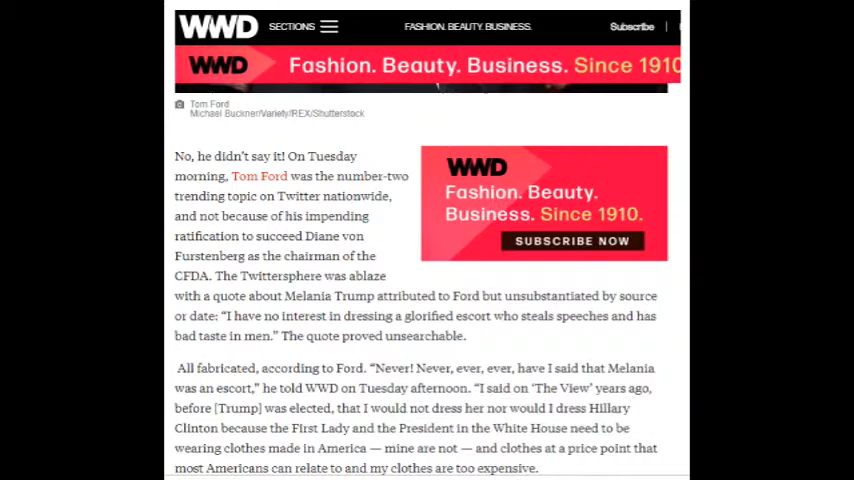 WWD SECTIONS FASHION. BEAUTY. BUSINESS. Subscribe
WWD Fashion. Beauty. Business. Since 1910
Tom Ford
Michael Buckner/Variety/REX/Shutterstock
No, he didn't say it! On Tuesday
morning, Tom Ford was the number-two
trending topic on Twitter nationwide,
and not because of his impending
ratification to succeed Diane von
Furstenberg as the chairman of the
CFDA. The Twittersphere was ablaze
with a quote about Melania Trump attributed to Ford but unsubstantiated by source
or date: “I have no interest in dressing a glorified escort who steals speeches and has
bad taste in men.” The quote proved unsearchable.
WWD
Fashion. Beauty.
Business. Since 1910.
SUBSCRIBE NOW
All fabricated, according to Ford. “Never! Never, ever, ever, have I said that Melania
was an escort,” he told WWD on Tuesday afternoon. “I said on ‘The View’ years ago,
before [Trump] was elected, that I would not dress her nor would I dress Hillary
Clinton because the First Lady and the President in the White House need to be
wearing clothes made in America — mine are not — and clothes at a price point that
most Americans can relate to and my clothes are too expensive.